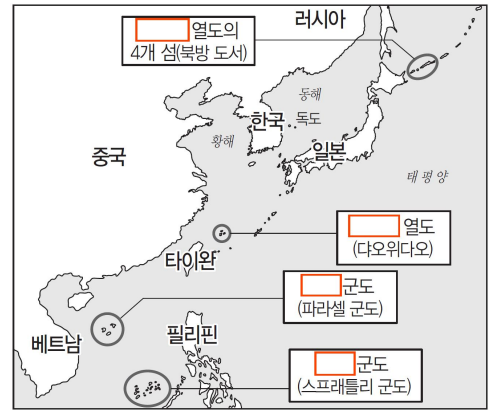 러시아
열도의
4개 섬(북방 도서)
동해
한국
독도
황해
일본
중국
태평양
열도
(댜오위다오)
타이완
군도
(파라셀 군도)
베트남
필리핀
군도
(스프래틀리 군도)